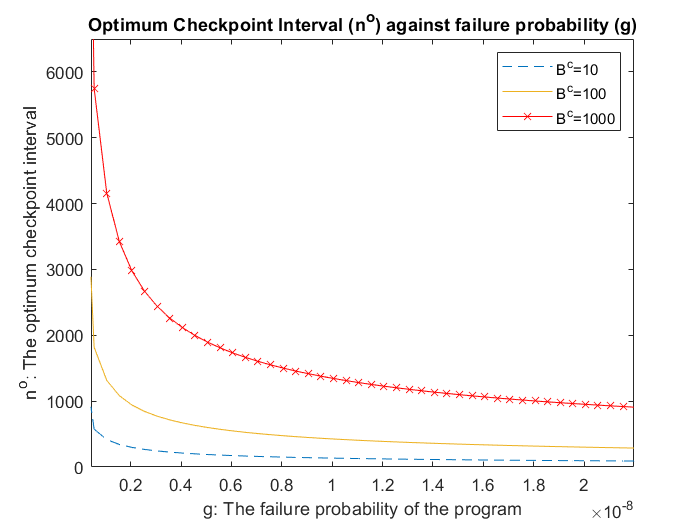 Optimum Checkpoint Interval (nᵒ) against failure probability (g)
Bᶜ=10
Bᶜ=100
Bᶜ=1000
nᵒ: The optimum checkpoint interval
6000
5000
4000
3000
2000
1000
0
0.2 0.4 0.6 0.8 1 1.2 1.4 1.6 1.8 2
×10⁻⁸
g: The failure probability of the program